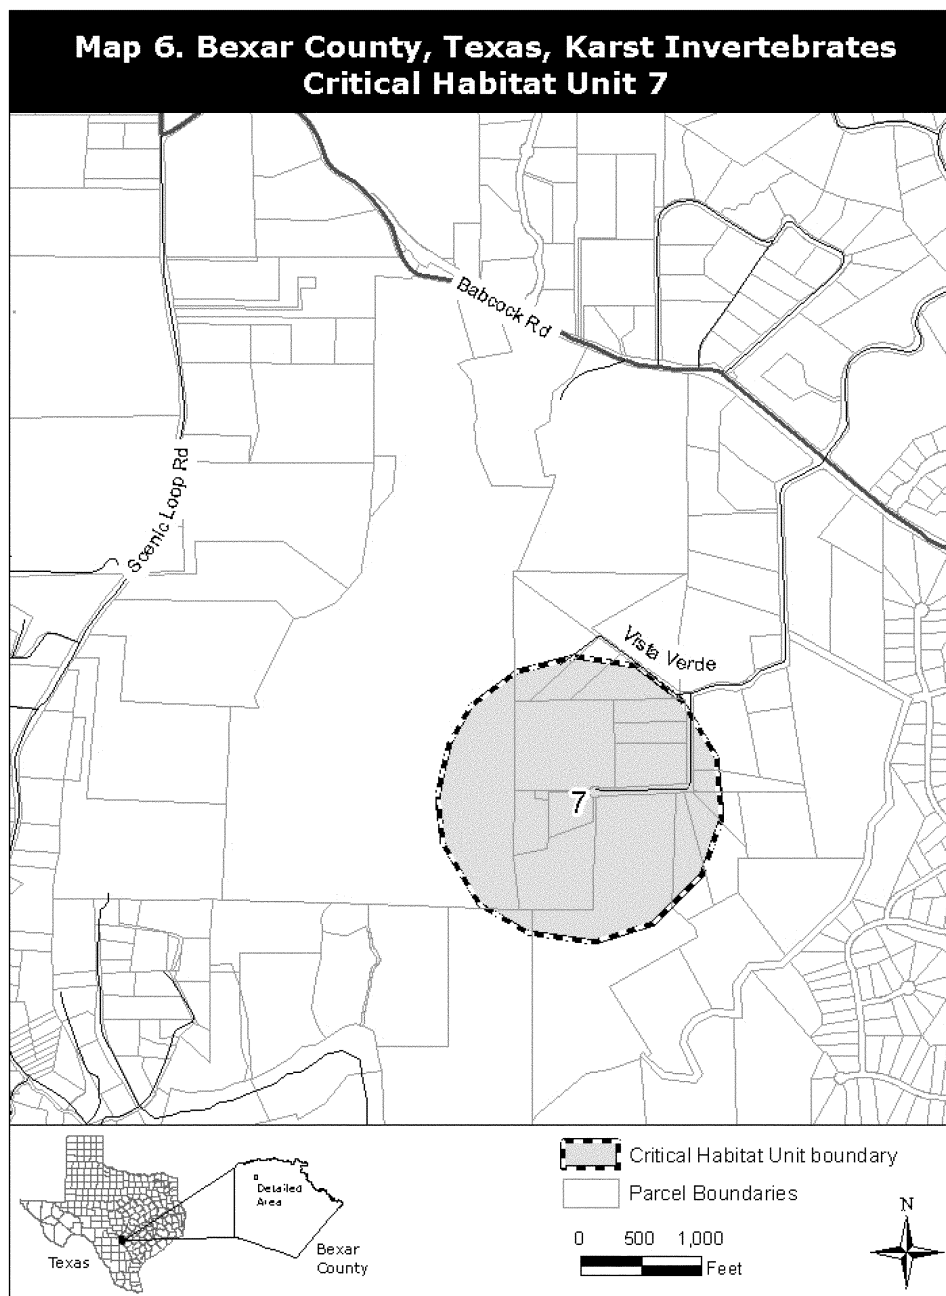 Map 6. Bexar County, Texas, Karst Invertebrates
Critical Habitat Unit 7
Babcock Rd
Scenic Loop Rd
Vista Verde
7
Critical Habitat Unit boundary
Parcel Boundaries
0 500 1,000
Feet
N
Detailed
Area
Texas
Bexar
County